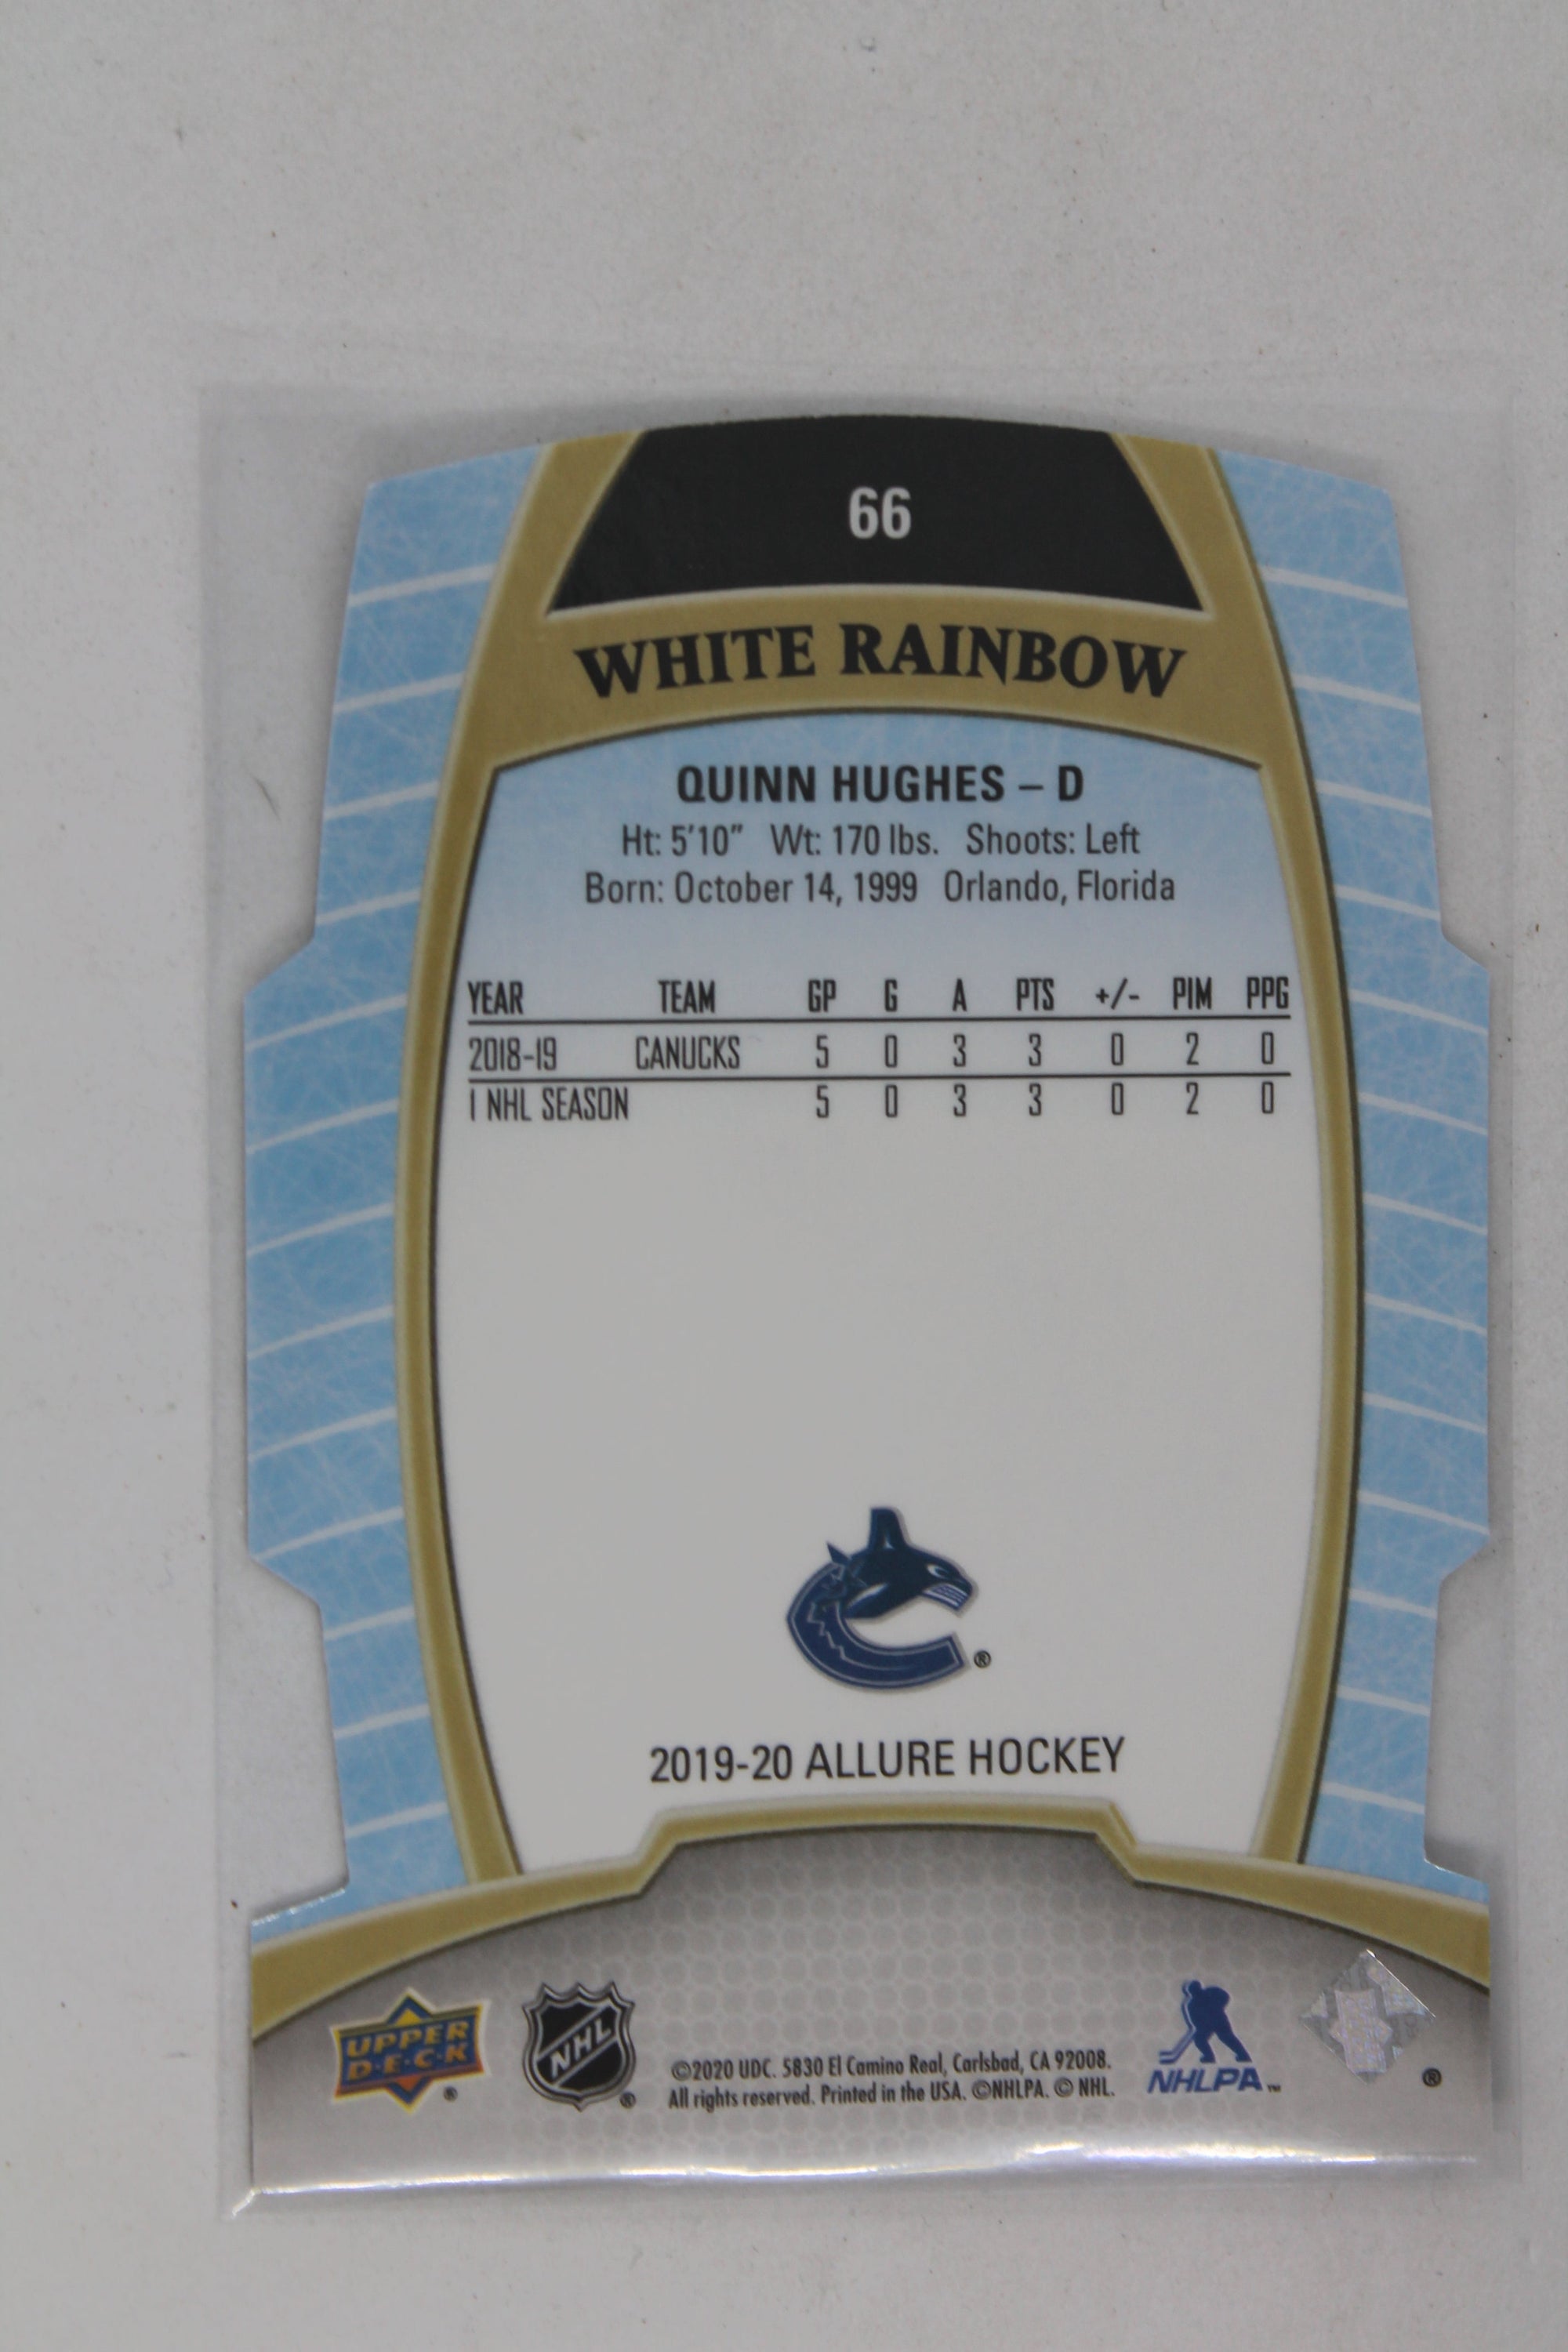 66
WHITE RAINBOW
QUINN HUGHES – D
Ht: 5'10" Wt: 170 lbs. Shoots: Left
Born: October 14, 1999 Orlando, Florida
YEAR TEAM GP G A PTS +/- PIM PPG
2018-19 CANUCKS 5 0 3 3 0 2 0
1 NHL SEASON 5 0 3 3 0 2 0
®
2019-20 ALLURE HOCKEY
UPPER
D·E·C·K
®
NHL
®
©2020 UDC. 5830 El Camino Real, Carlsbad, CA 92008.
All rights reserved. Printed in the USA. ©NHLPA. © NHL.
NHLPA™
®